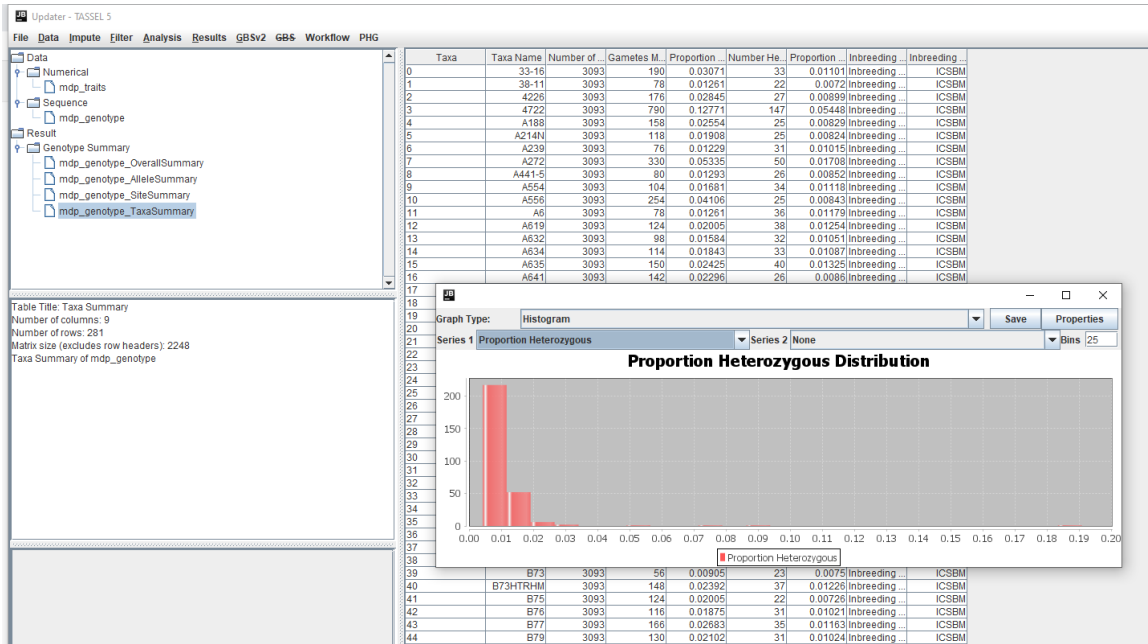 JB Updater - TASSEL 5
File Data Impute Filter Analysis Results GBSv2 GBS Workflow PHG
Data
Numerical
mdp_traits
Sequence
mdp_genotype
Result
Genotype Summary
mdp_genotype_OverallSummary
mdp_genotype_AlleleSummary
mdp_genotype_SiteSummary
mdp_genotype_TaxaSummary
Table Title: Taxa Summary
Number of columns: 9
Number of rows: 281
Matrix size (excludes row headers): 2248
Taxa Summary of mdp_genotype
Taxa Taxa Name Number of ... Gametes M... Proportion ... Number He... Proportion ... Inbreeding ... Inbreeding ...
0 33-16 3093 190 0.03071 33 0.01101 Inbreeding ... ICSBM
1 38-11 3093 78 0.01261 22 0.0072 Inbreeding ... ICSBM
2 4226 3093 176 0.02845 27 0.00899 Inbreeding ... ICSBM
3 4722 3093 790 0.12771 147 0.05448 Inbreeding ... ICSBM
4 A188 3093 158 0.02554 25 0.00829 Inbreeding ... ICSBM
5 A214N 3093 118 0.01908 25 0.00824 Inbreeding ... ICSBM
6 A239 3093 76 0.01229 31 0.01015 Inbreeding ... ICSBM
7 A272 3093 330 0.05335 50 0.01708 Inbreeding ... ICSBM
8 A441-5 3093 80 0.01293 26 0.00852 Inbreeding ... ICSBM
9 A554 3093 104 0.01681 34 0.01118 Inbreeding ... ICSBM
10 A556 3093 254 0.04106 25 0.00843 Inbreeding ... ICSBM
11 A6 3093 78 0.01261 36 0.01179 Inbreeding ... ICSBM
12 A619 3093 124 0.02005 38 0.01254 Inbreeding ... ICSBM
13 A632 3093 98 0.01584 32 0.01051 Inbreeding ... ICSBM
14 A634 3093 114 0.01843 33 0.01087 Inbreeding ... ICSBM
15 A635 3093 150 0.02425 40 0.01325 Inbreeding ... ICSBM
16 A641 3093 142 0.02296 26 0.0086 Inbreeding ... ICSBM
17
18
19
20
21
22
23
24
25
26
27
28
29
30
31
32
33
34
35
36
37
38
JB
Graph Type: Histogram Save Properties
Series 1 Proportion Heterozygous Series 2 None Bins 25
Proportion Heterozygous Distribution
200
150
100
50
0
0.00 0.01 0.02 0.03 0.04 0.05 0.06 0.07 0.08 0.09 0.10 0.11 0.12 0.13 0.14 0.15 0.16 0.17 0.18 0.19 0.20
Proportion Heterozygous
39 B73 3093 56 0.00905 23 0.0075 Inbreeding ... ICSBM
40 B73HTRHM 3093 148 0.02392 37 0.01226 Inbreeding ... ICSBM
41 B75 3093 124 0.02005 22 0.00726 Inbreeding ... ICSBM
42 B76 3093 116 0.01875 31 0.01021 Inbreeding ... ICSBM
43 B77 3093 166 0.02683 35 0.01163 Inbreeding ... ICSBM
44 B79 3093 130 0.02102 31 0.01024 Inbreeding ... ICSBM